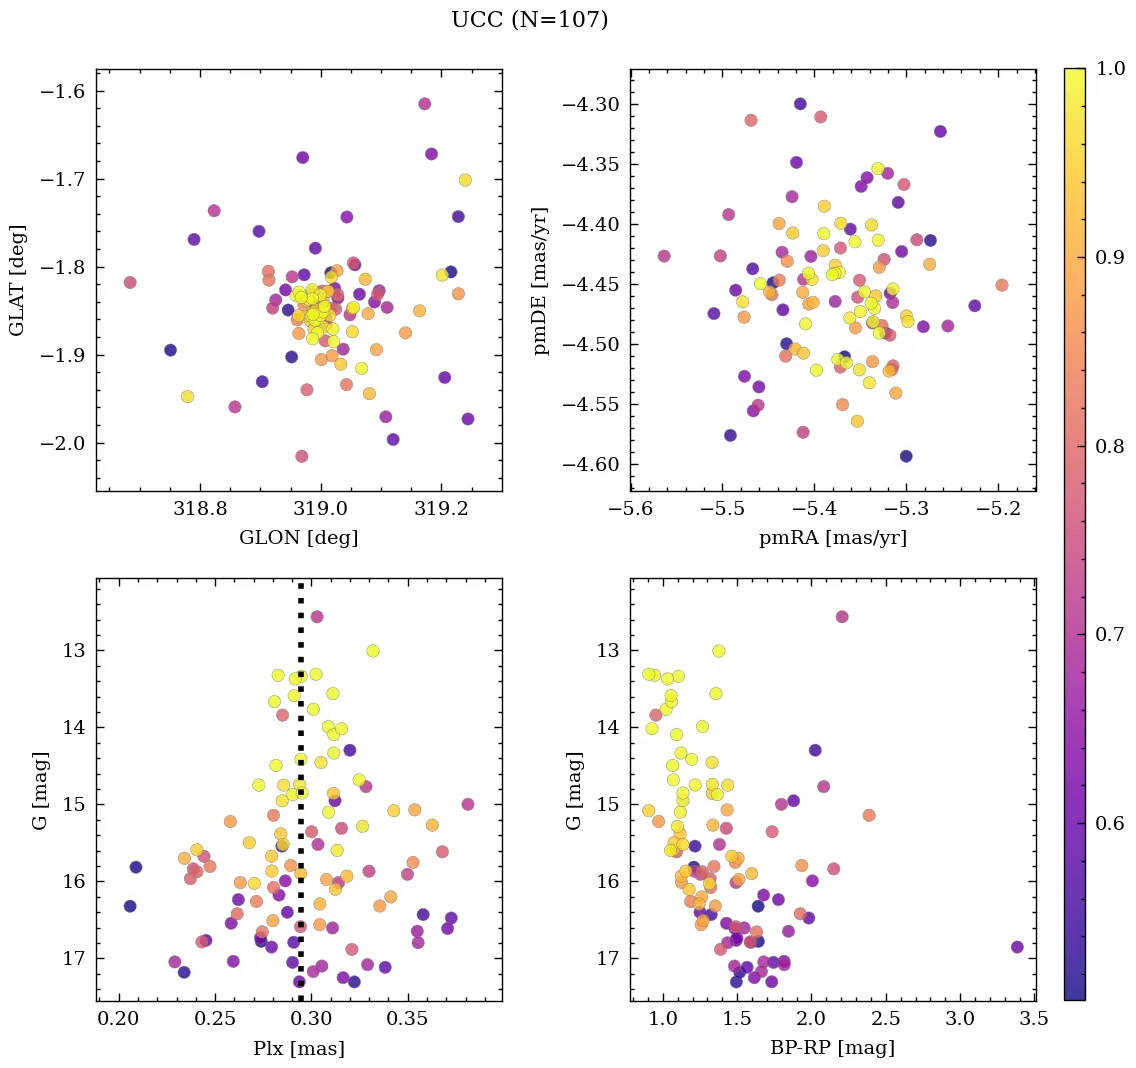 UCC (N=107)
−1.6
−1.7
−1.8
−1.9
−2.0
GLAT [deg]
318.8 319.0 319.2
GLON [deg]
−4.30
−4.35
−4.40
−4.45
−4.50
−4.55
−4.60
pmDE [mas/yr]
−5.6 −5.5 −5.4 −5.3 −5.2
pmRA [mas/yr]
1.0
0.9
0.8
0.7
0.6
13
14
15
16
17
G [mag]
0.20 0.25 0.30 0.35
Plx [mas]
13
14
15
16
17
G [mag]
1.0 1.5 2.0 2.5 3.0 3.5
BP-RP [mag]